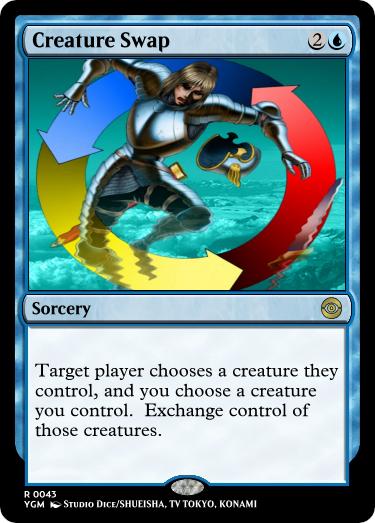 Creature Swap 2
Sorcery
Target player chooses a creature they
control, and you choose a creature
you control. Exchange control of
those creatures.
R 0043
YGM Studio Dice/SHUEISHA, TV TOKYO, KONAMI